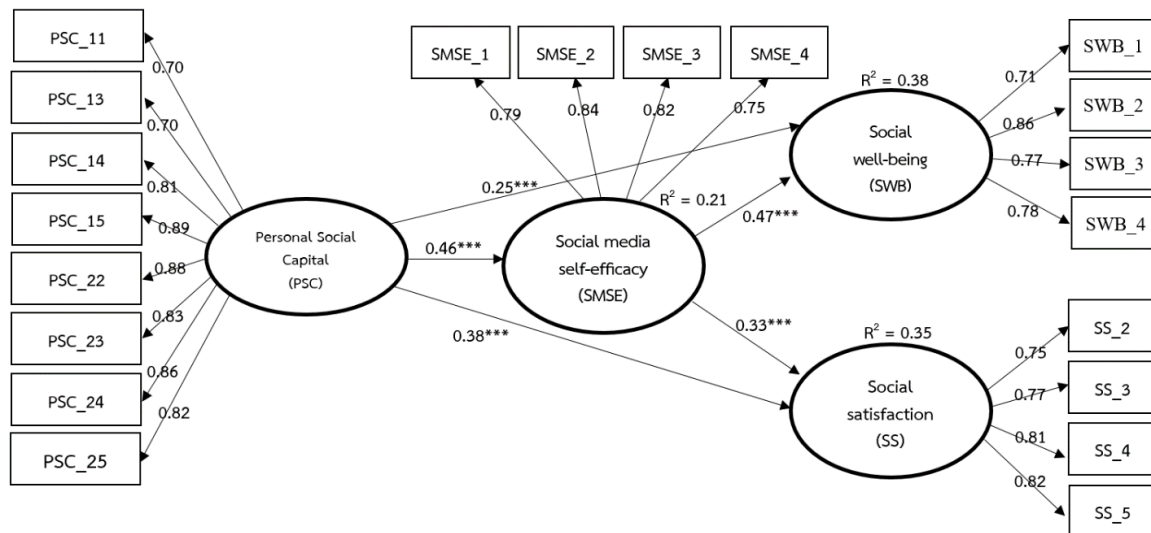 PSC_11
PSC_13
PSC_14
PSC_15
PSC_22
PSC_23
PSC_24
PSC_25
0.70
0.70
0.81
0.89
0.88
0.83
0.86
0.82
Personal Social
Capital
(PSC)
0.25***
0.46***
0.38***
SMSE_1
SMSE_2
SMSE_3
SMSE_4
0.79
0.84
0.82
0.75
R² = 0.21
Social media
self-efficacy
(SMSE)
0.47***
0.33***
R² = 0.38
Social
well-being
(SWB)
0.71
0.86
0.77
0.78
SWB_1
SWB_2
SWB_3
SWB_4
R² = 0.35
Social
satisfaction
(SS)
0.75
0.77
0.81
0.82
SS_2
SS_3
SS_4
SS_5